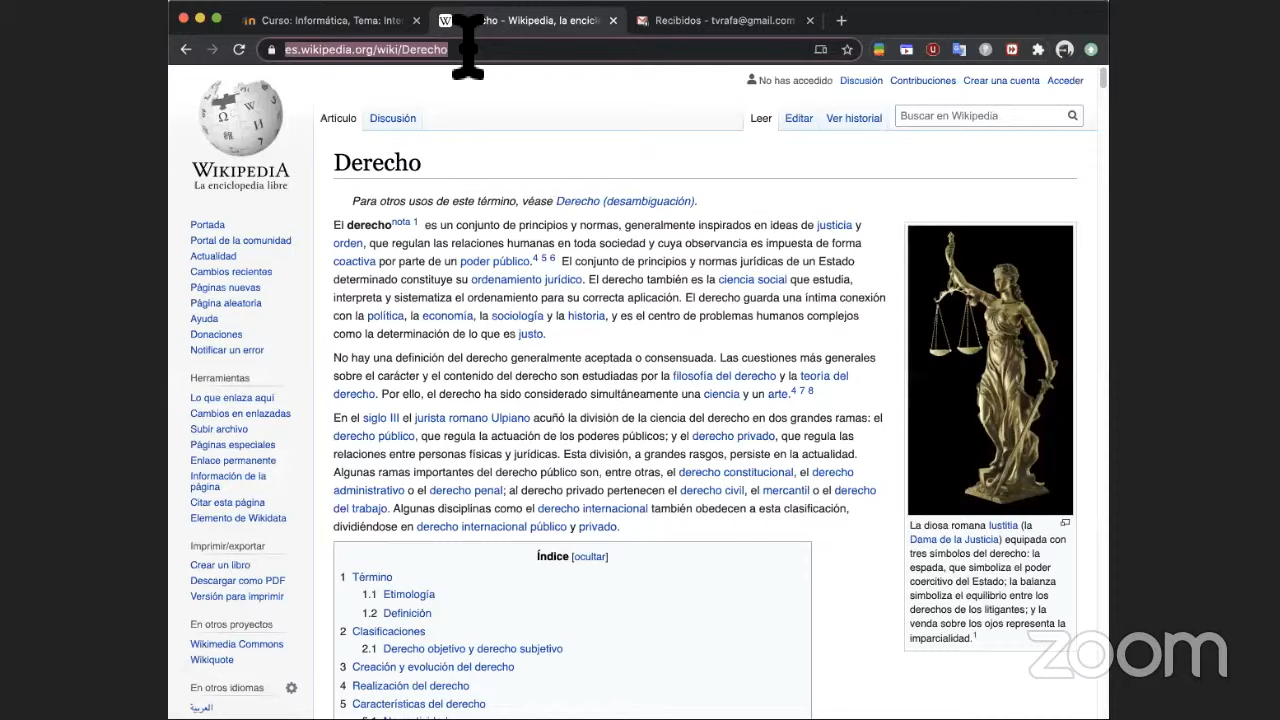 Curso: Informática, Tema: Inter
cho - Wikipedia, la encicl
Recibidos - tvrafa@gmail.com
es.wikipedia.org/wiki/Derecho
No has accedido Discusión Contribuciones Crear una cuenta Acceder
Artículo Discusión Leer Editar Ver historial Buscar en Wikipedia
WIKIPEDIA
La enciclopedia libre
Portada
Portal de la comunidad
Actualidad
Cambios recientes
Páginas nuevas
Página aleatoria
Ayuda
Donaciones
Notificar un error
Herramientas
Lo que enlaza aquí
Cambios en enlazadas
Subir archivo
Páginas especiales
Enlace permanente
Información de la
página
Citar esta página
Elemento de Wikidata
Imprimir/exportar
Crear un libro
Descargar como PDF
Versión para imprimir
En otros proyectos
Wikimedia Commons
Wikiquote
En otros idiomas
العربية
Derecho
Para otros usos de este término, véase Derecho (desambiguación).
El derecho nota 1 es un conjunto de principios y normas, generalmente inspirados en ideas de justicia y
orden, que regulan las relaciones humanas en toda sociedad y cuya observancia es impuesta de forma
coactiva por parte de un poder público.4 5 6 El conjunto de principios y normas jurídicas de un Estado
determinado constituye su ordenamiento jurídico. El derecho también es la ciencia social que estudia,
interpreta y sistematiza el ordenamiento para su correcta aplicación. El derecho guarda una íntima conexión
con la política, la economía, la sociología y la historia, y es el centro de problemas humanos complejos
como la determinación de lo que es justo.
No hay una definición del derecho generalmente aceptada o consensuada. Las cuestiones más generales
sobre el carácter y el contenido del derecho son estudiadas por la filosofía del derecho y la teoría del
derecho. Por ello, el derecho ha sido considerado simultáneamente una ciencia y un arte.4 7 8
En el siglo III el jurista romano Ulpiano acuñó la división de la ciencia del derecho en dos grandes ramas: el
derecho público, que regula la actuación de los poderes públicos; y el derecho privado, que regula las
relaciones entre personas físicas y jurídicas. Esta división, a grandes rasgos, persiste en la actualidad.
Algunas ramas importantes del derecho público son, entre otras, el derecho constitucional, el derecho
administrativo o el derecho penal; al derecho privado pertenecen el derecho civil, el mercantil o el derecho
del trabajo. Algunas disciplinas como el derecho internacional también obedecen a esta clasificación,
dividiéndose en derecho internacional público y privado.
Índice [ocultar]
1 Término
1.1 Etimología
1.2 Definición
2 Clasificaciones
2.1 Derecho objetivo y derecho subjetivo
3 Creación y evolución del derecho
4 Realización del derecho
5 Características del derecho
La diosa romana Iustitia (la
Dama de la Justicia) equipada con
tres símbolos del derecho: la
espada, que simboliza el poder
coercitivo del Estado; la balanza
simboliza el equilibrio entre los
derechos de los litigantes; y la
venda sobre los ojos representa la
imparcialidad.1
zoom